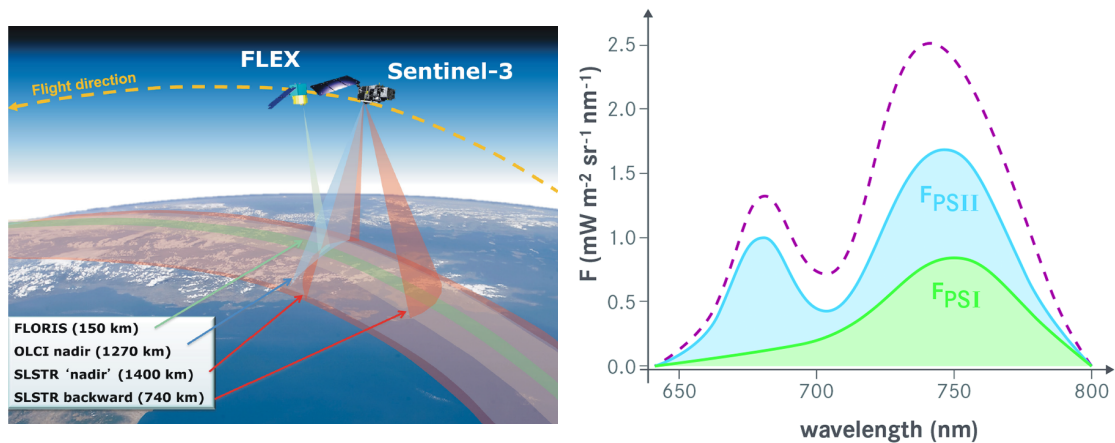 FLEX
Sentinel-3
Flight direction
FLORIS (150 km)
OLCI nadir (1270 km)
SLSTR ‘nadir’ (1400 km)
SLSTR backward (740 km)
F (mW m-2 sr-1 nm-1)
2.5
2.0
1.5
1.0
0.5
0.0
FPSII
FPSI
650 700 750 800
wavelength (nm)